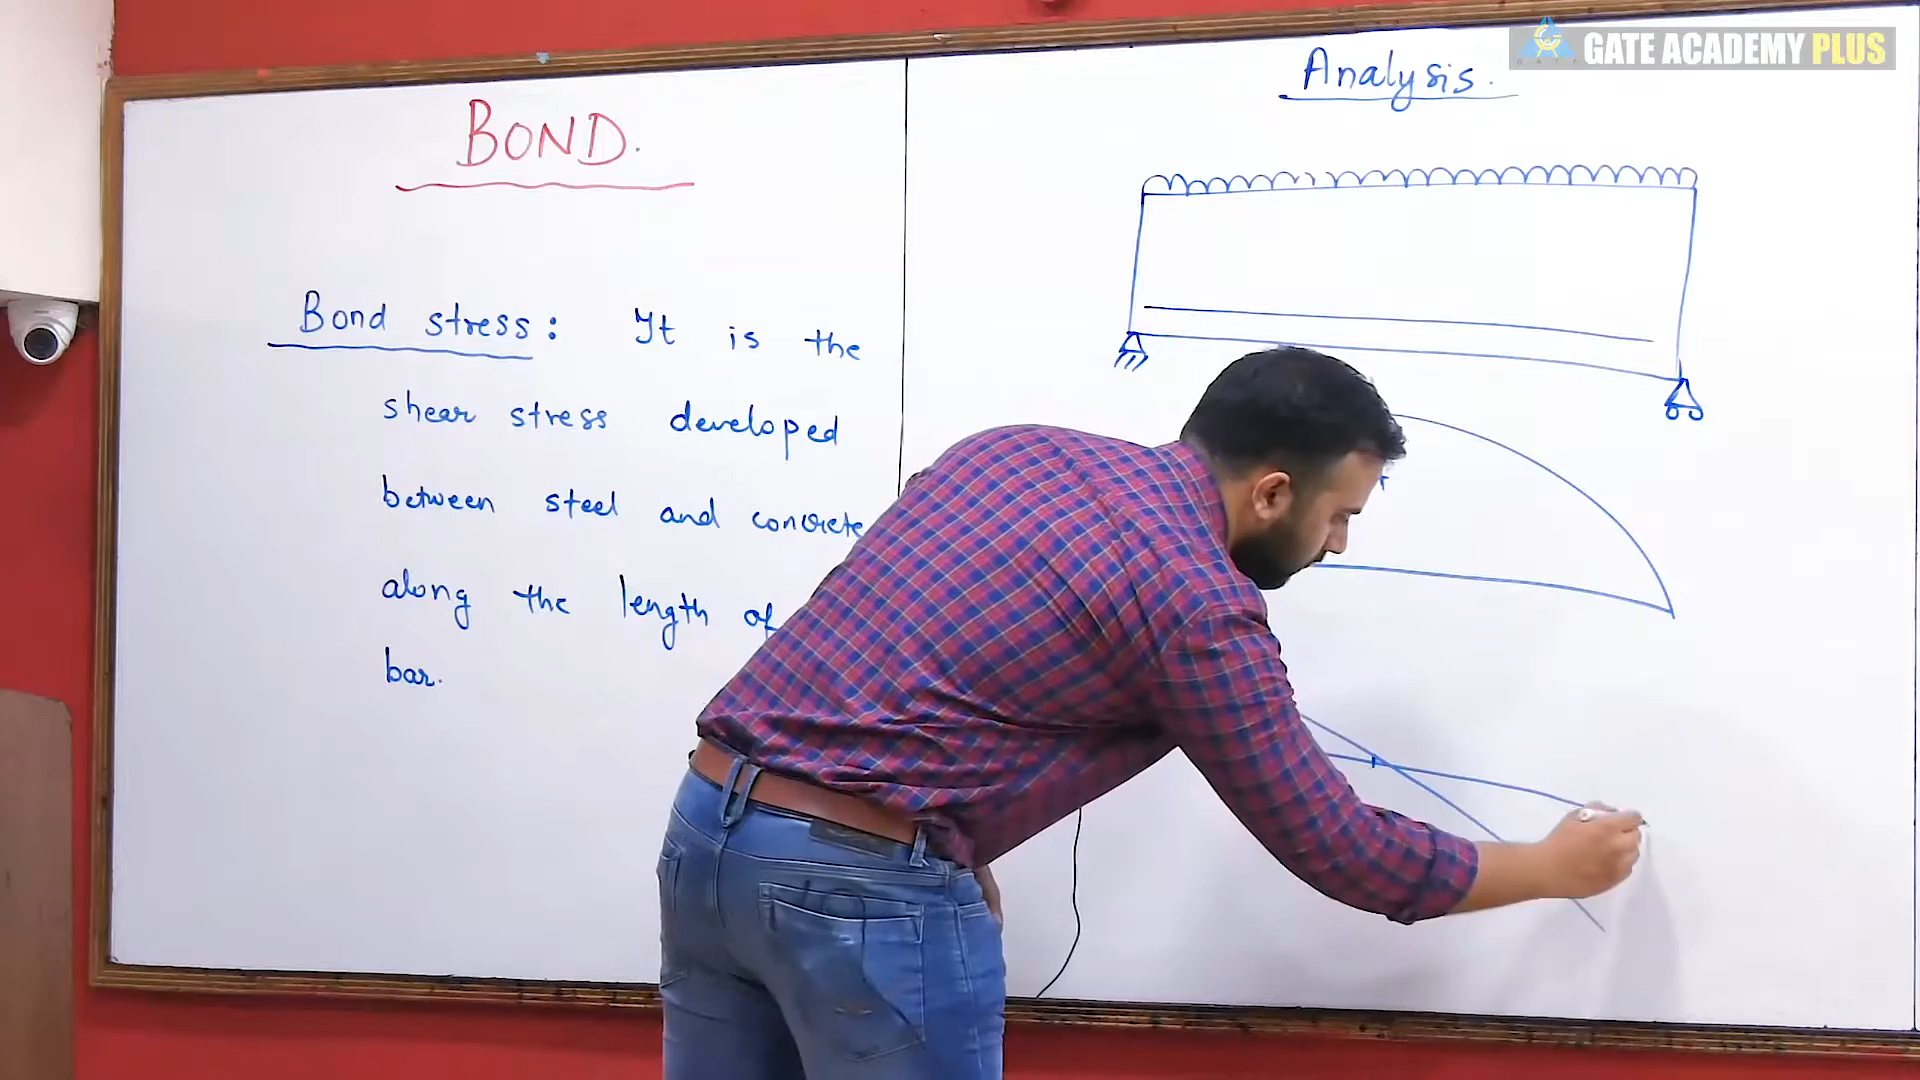 BOND.
Bond stress: It is the
shear stress developed
between steel and concrete
along the length of
bar.
Analysis.
GATE ACADEMY PLUS